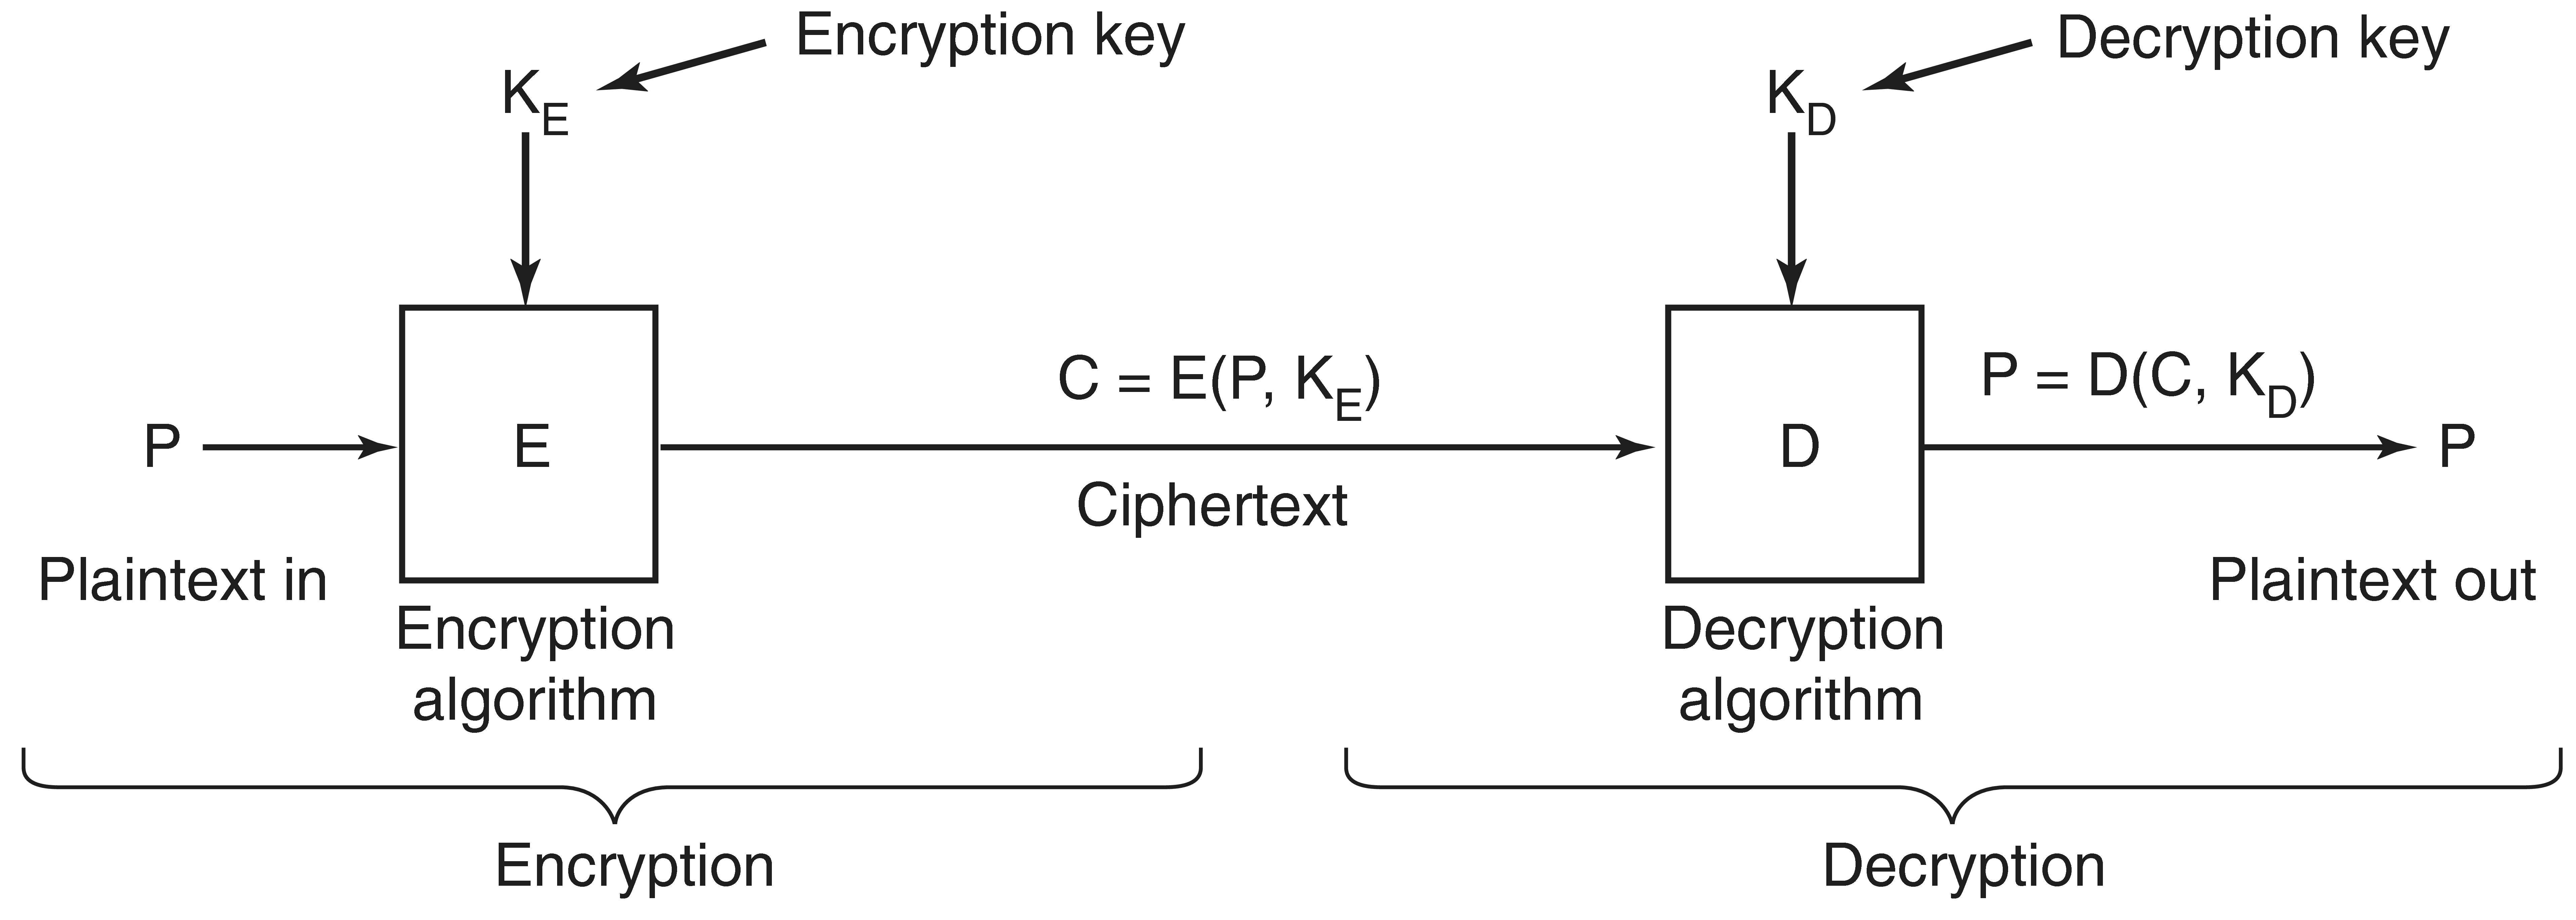 Encryption key
Decryption key
K_E
K_D
C = E(P, K_E)
P = D(C, K_D)
P
E
D
P
Ciphertext
Plaintext in
Plaintext out
Encryption
algorithm
Decryption
algorithm
Encryption
Decryption